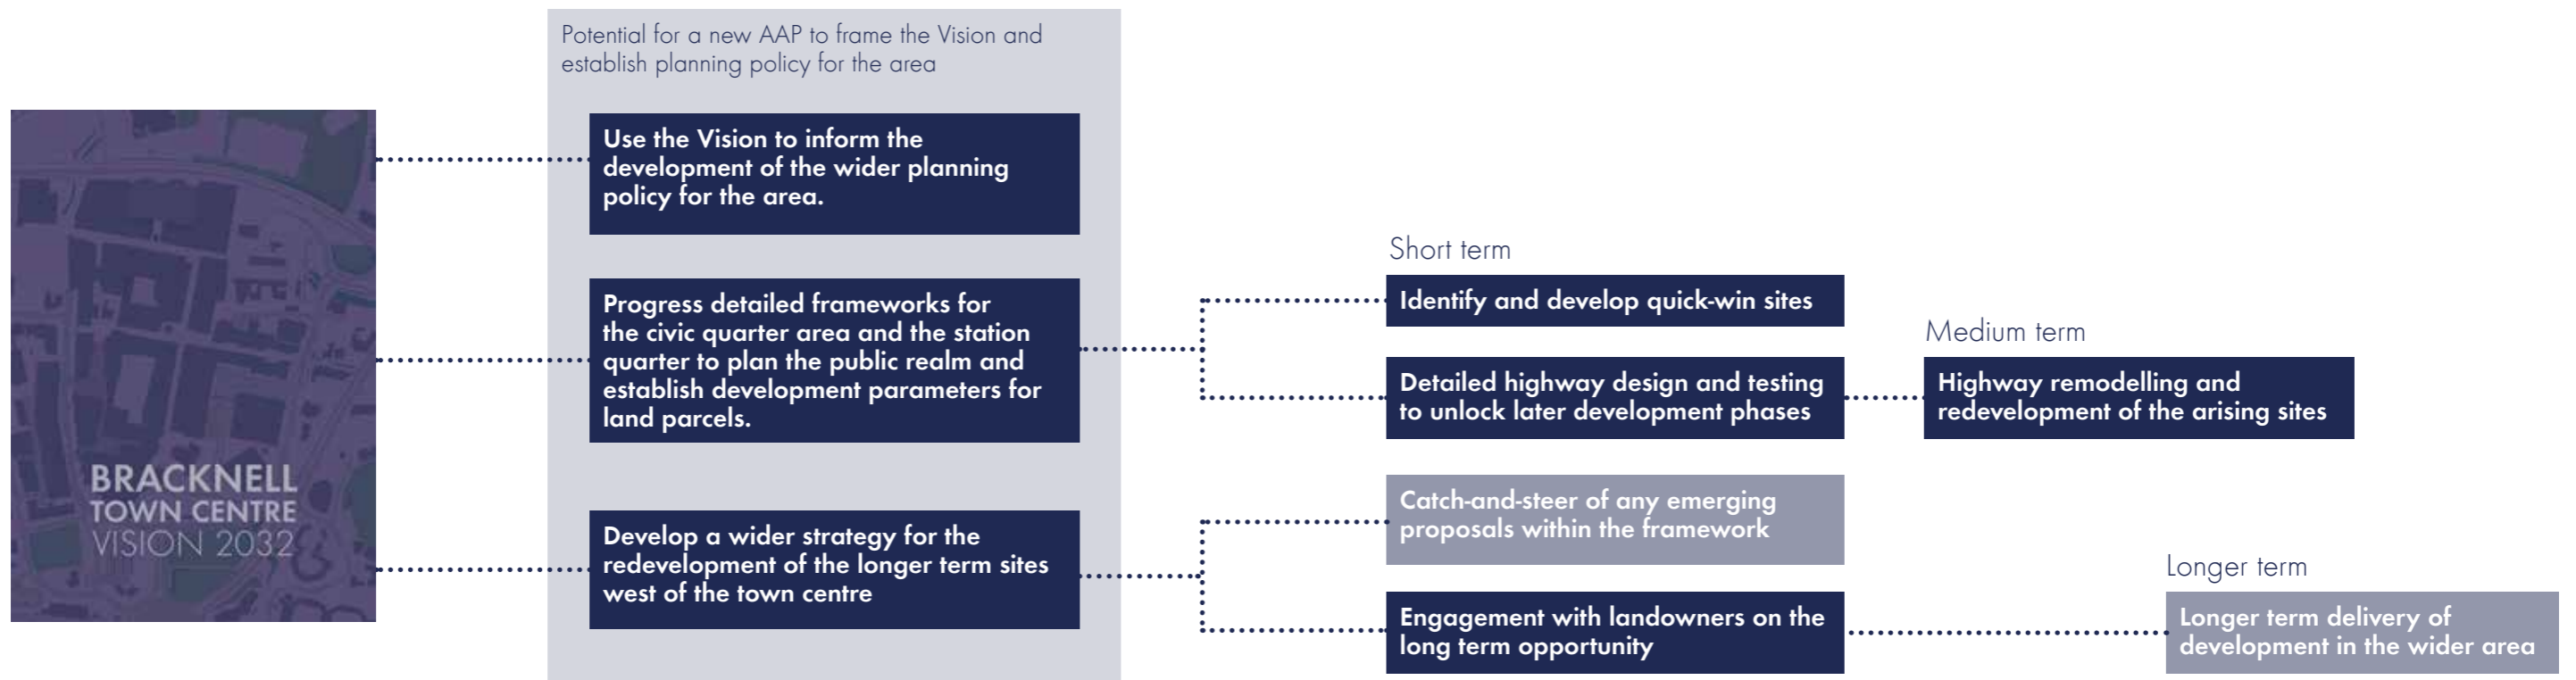 Potential for a new AAP to frame the Vision and
establish planning policy for the area
Use the Vision to inform the
development of the wider planning
policy for the area.
Progress detailed frameworks for
the civic quarter area and the station
quarter to plan the public realm and
establish development parameters for
land parcels.
Develop a wider strategy for the
redevelopment of the longer term sites
west of the town centre
BRACKNELL
TOWN CENTRE
VISION 2032
Short term
Identify and develop quick-win sites
Detailed highway design and testing
to unlock later development phases
Medium term
Highway remodelling and
redevelopment of the arising sites
Catch-and-steer of any emerging
proposals within the framework
Engagement with landowners on the
long term opportunity
Longer term
Longer term delivery of
development in the wider area